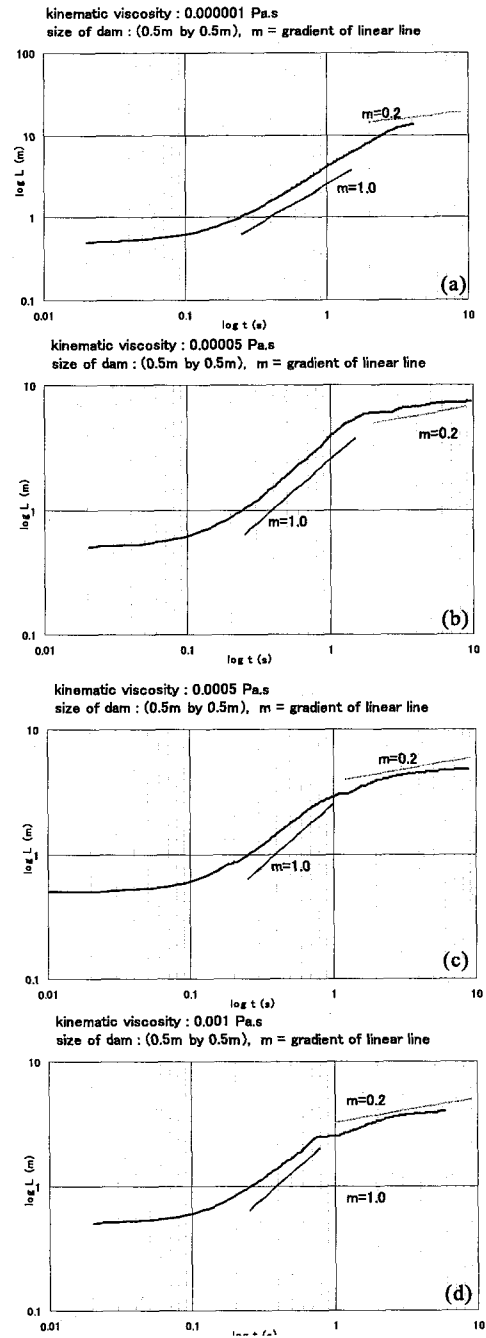 kinematic viscosity : 0.000001 Pa.s
size of dam : (0.5m by 0.5m), m = gradient of linear line
100
10
1
0.1
log L (m)
m=0.2
m=1.0
(a)
0.01
0.1
1
10
log t (s)
kinematic viscosity : 0.00005 Pa.s
size of dam : (0.5m by 0.5m), m = gradient of linear line
10
1
0.1
log L (m)
m=0.2
m=1.0
(b)
0.01
0.1
1
10
log t (s)
kinematic viscosity : 0.0005 Pa.s
size of dam : (0.5m by 0.5m), m = gradient of linear line
10
1
0.1
log L (m)
m=0.2
m=1.0
(c)
0.01
0.1
1
10
log t (s)
kinematic viscosity : 0.001 Pa.s
size of dam : (0.5m by 0.5m), m = gradient of linear line
10
1
0.1
log L (m)
m=0.2
m=1.0
(d)
0.01
0.1
1
10
log t (s)